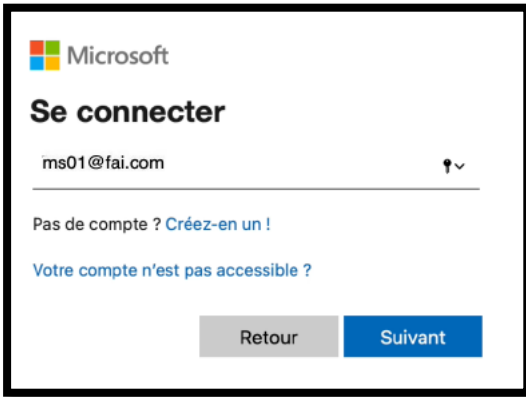 Microsoft
Se connecter
ms01@fai.com
Pas de compte ? Créez-en un !
Votre compte n'est pas accessible ?
Retour
Suivant